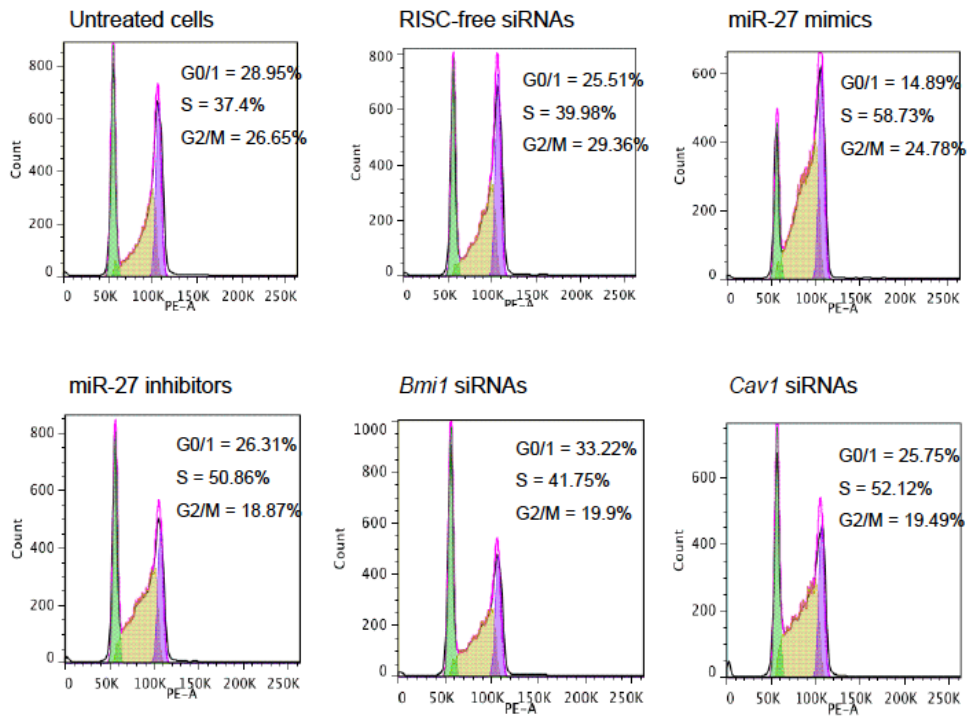 Untreated cells
G0/1 = 28.95%
S = 37.4%
G2/M = 26.65%
Count
800
600
400
200
0
0 50K 100K 150K 200K 250K
PE-A
RISC-free siRNAs
G0/1 = 25.51%
S = 39.98%
G2/M = 29.36%
Count
800
600
400
200
0
0 50K 100K 150K 200K 250K
PE-A
miR-27 mimics
G0/1 = 14.89%
S = 58.73%
G2/M = 24.78%
Count
600
400
200
0
0 50K 100K 150K 200K 250K
PE-A
miR-27 inhibitors
G0/1 = 26.31%
S = 50.86%
G2/M = 18.87%
Count
800
600
400
200
0
0 50K 100K 150K 200K 250K
PE-A
Bmi1 siRNAs
G0/1 = 33.22%
S = 41.75%
G2/M = 19.9%
Count
1000
800
600
400
200
0
0 50K 100K 150K 200K 250K
PE-A
Cav1 siRNAs
G0/1 = 25.75%
S = 52.12%
G2/M = 19.49%
Count
600
400
200
0
0 50K 100K 150K 200K 250K
PE-A